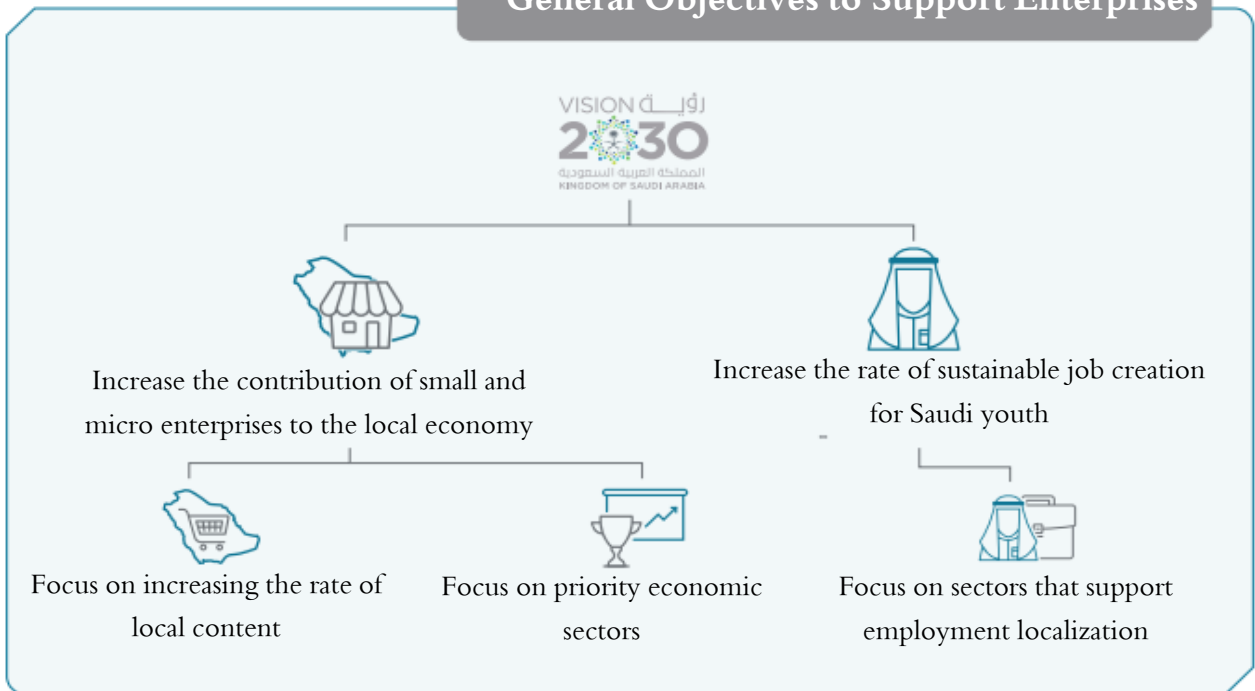 General Objectives to Support Enterprises
VISION رؤيـــة
2030
المملكة العربية السعودية
KINGDOM OF SAUDI ARABIA
Increase the contribution of small and
micro enterprises to the local economy
Increase the rate of sustainable job creation
for Saudi youth
Focus on increasing the rate of
local content
Focus on priority economic
sectors
Focus on sectors that support
employment localization